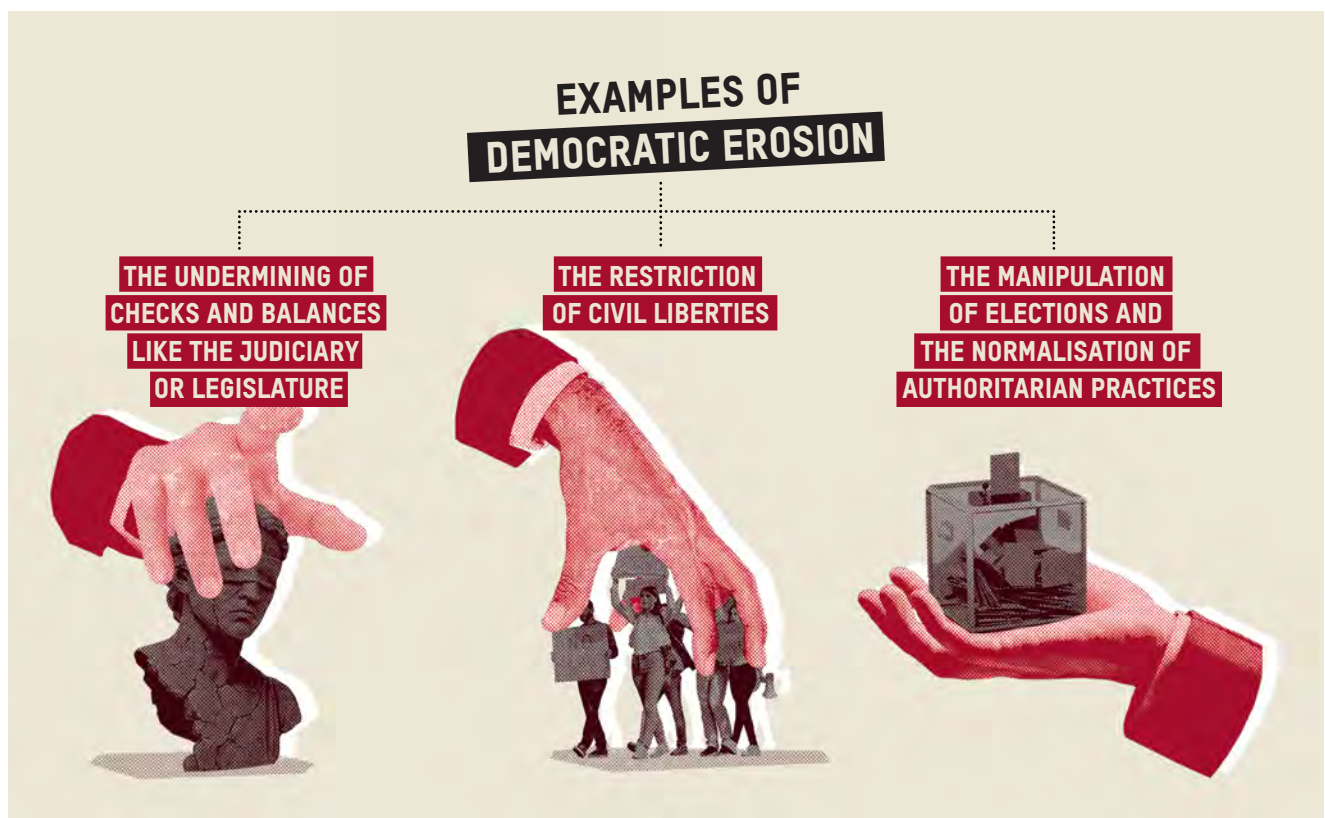 EXAMPLES OF
DEMOCRATIC EROSION
THE UNDERMINING OF
CHECKS AND BALANCES
LIKE THE JUDICIARY
OR LEGISLATURE
THE RESTRICTION
OF CIVIL LIBERTIES
THE MANIPULATION
OF ELECTIONS AND
THE NORMALISATION OF
AUTHORITARIAN PRACTICES